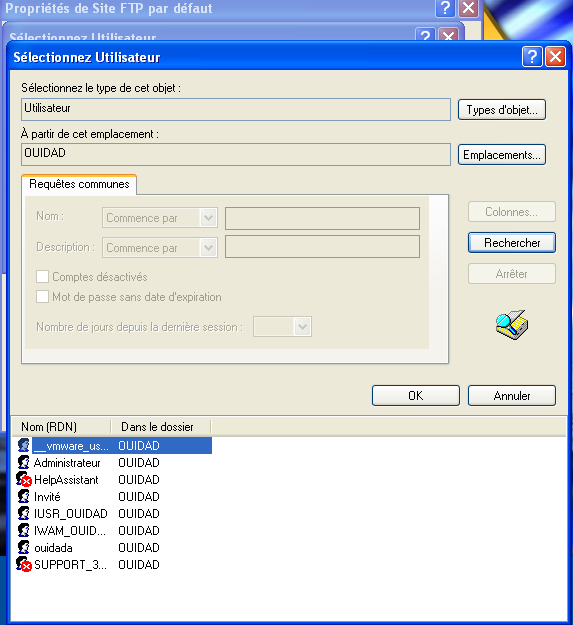 Propriétés de Site FTP par défaut
Sélectionnez Utilisateur
Sélectionnez Utilisateur
Sélectionnez le type de cet objet :
Utilisateur
Types d'objet...
À partir de cet emplacement :
OUIDAD
Emplacements...
Requêtes communes
Nom :
Commence par
Colonnes...
Description :
Commence par
Rechercher
Comptes désactivés
Arrêter
Mot de passe sans date d'expiration
Nombre de jours depuis la dernière session :
OK
Annuler
Nom (RDN) Dans le dossier
__vmware_us... OUIDAD
Administrateur OUIDAD
HelpAssistant OUIDAD
Invité OUIDAD
IUSR_OUIDAD OUIDAD
IWAM_OUID... OUIDAD
ouidada OUIDAD
SUPPORT_3... OUIDAD